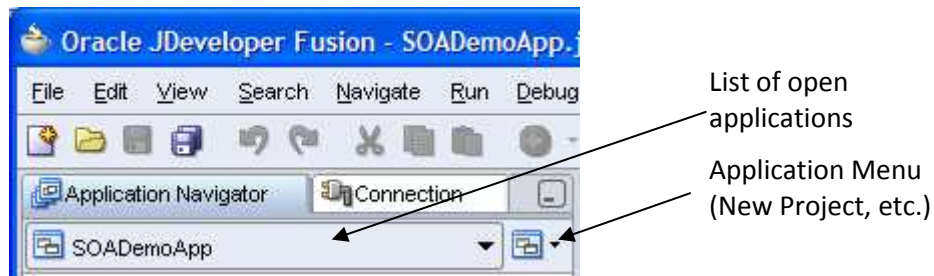 Oracle JDeveloper Fusion - SOADemoApp.j
File Edit View Search Navigate Run Debug
Application Navigator Connection
SOADemoApp
List of open
applications
Application Menu
(New Project, etc.)